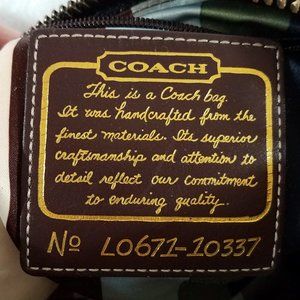 COACH
This is a Coach bag.
It was handcrafted from the
finest materials. Its superior
craftsmanship and attention to
detail reflect our commitment
to enduring quality.
Nº L0671-10337